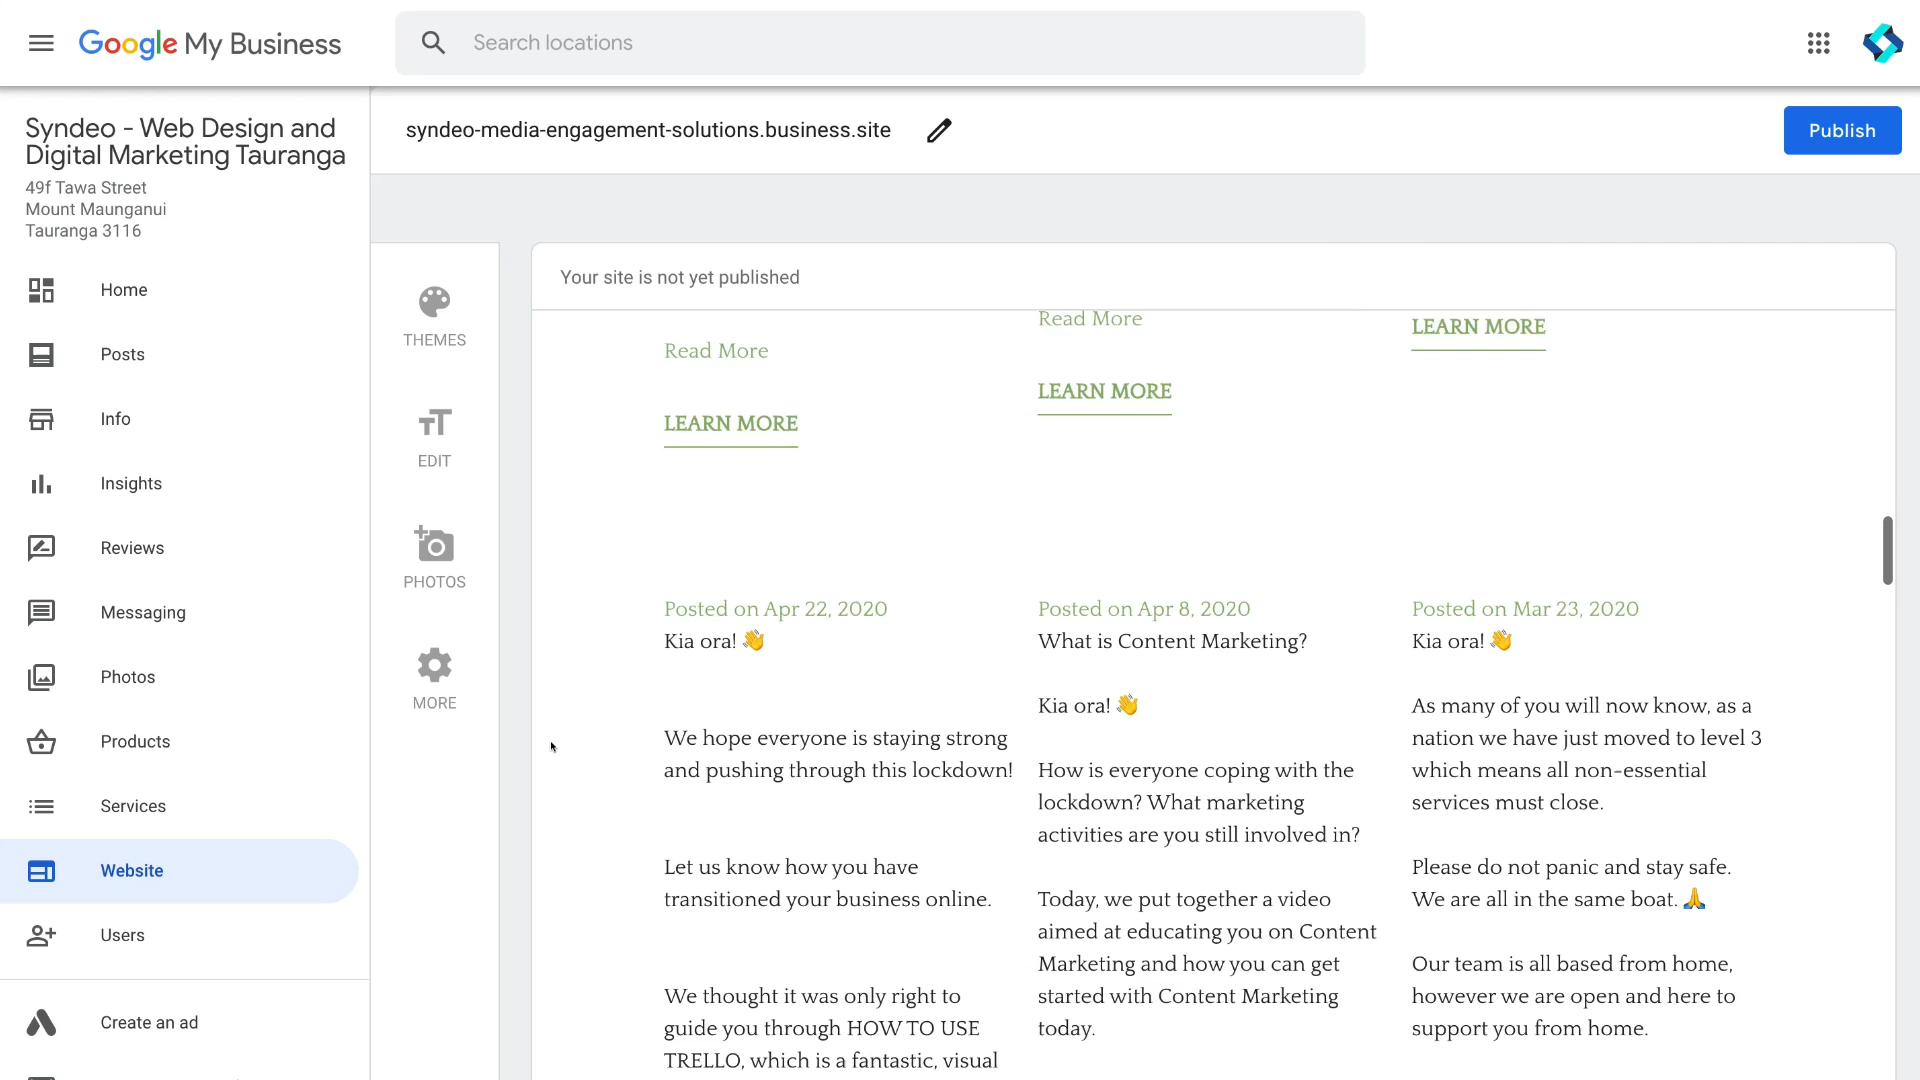 Google My Business
Search locations
Syndeo - Web Design and
Digital Marketing Tauranga
49f Tawa Street
Mount Maunganui
Tauranga 3116
Home
Posts
Info
Insights
Reviews
Messaging
Photos
Products
Services
Website
Users
Create an ad
syndeo-media-engagement-solutions.business.site
Publish
THEMES
EDIT
PHOTOS
MORE
Your site is not yet published
Read More
LEARN MORE
Posted on Apr 22, 2020
Kia ora! 👋
We hope everyone is staying strong
and pushing through this lockdown!
Let us know how you have
transitioned your business online.
We thought it was only right to
guide you through HOW TO USE
TRELLO, which is a fantastic, visual
Read More
LEARN MORE
Posted on Apr 8, 2020
What is Content Marketing?
Kia ora! 👋
How is everyone coping with the
lockdown? What marketing
activities are you still involved in?
Today, we put together a video
aimed at educating you on Content
Marketing and how you can get
started with Content Marketing
today.
LEARN MORE
Posted on Mar 23, 2020
Kia ora! 👋
As many of you will now know, as a
nation we have just moved to level 3
which means all non-essential
services must close.
Please do not panic and stay safe.
We are all in the same boat. 🙏
Our team is all based from home,
however we are open and here to
support you from home.